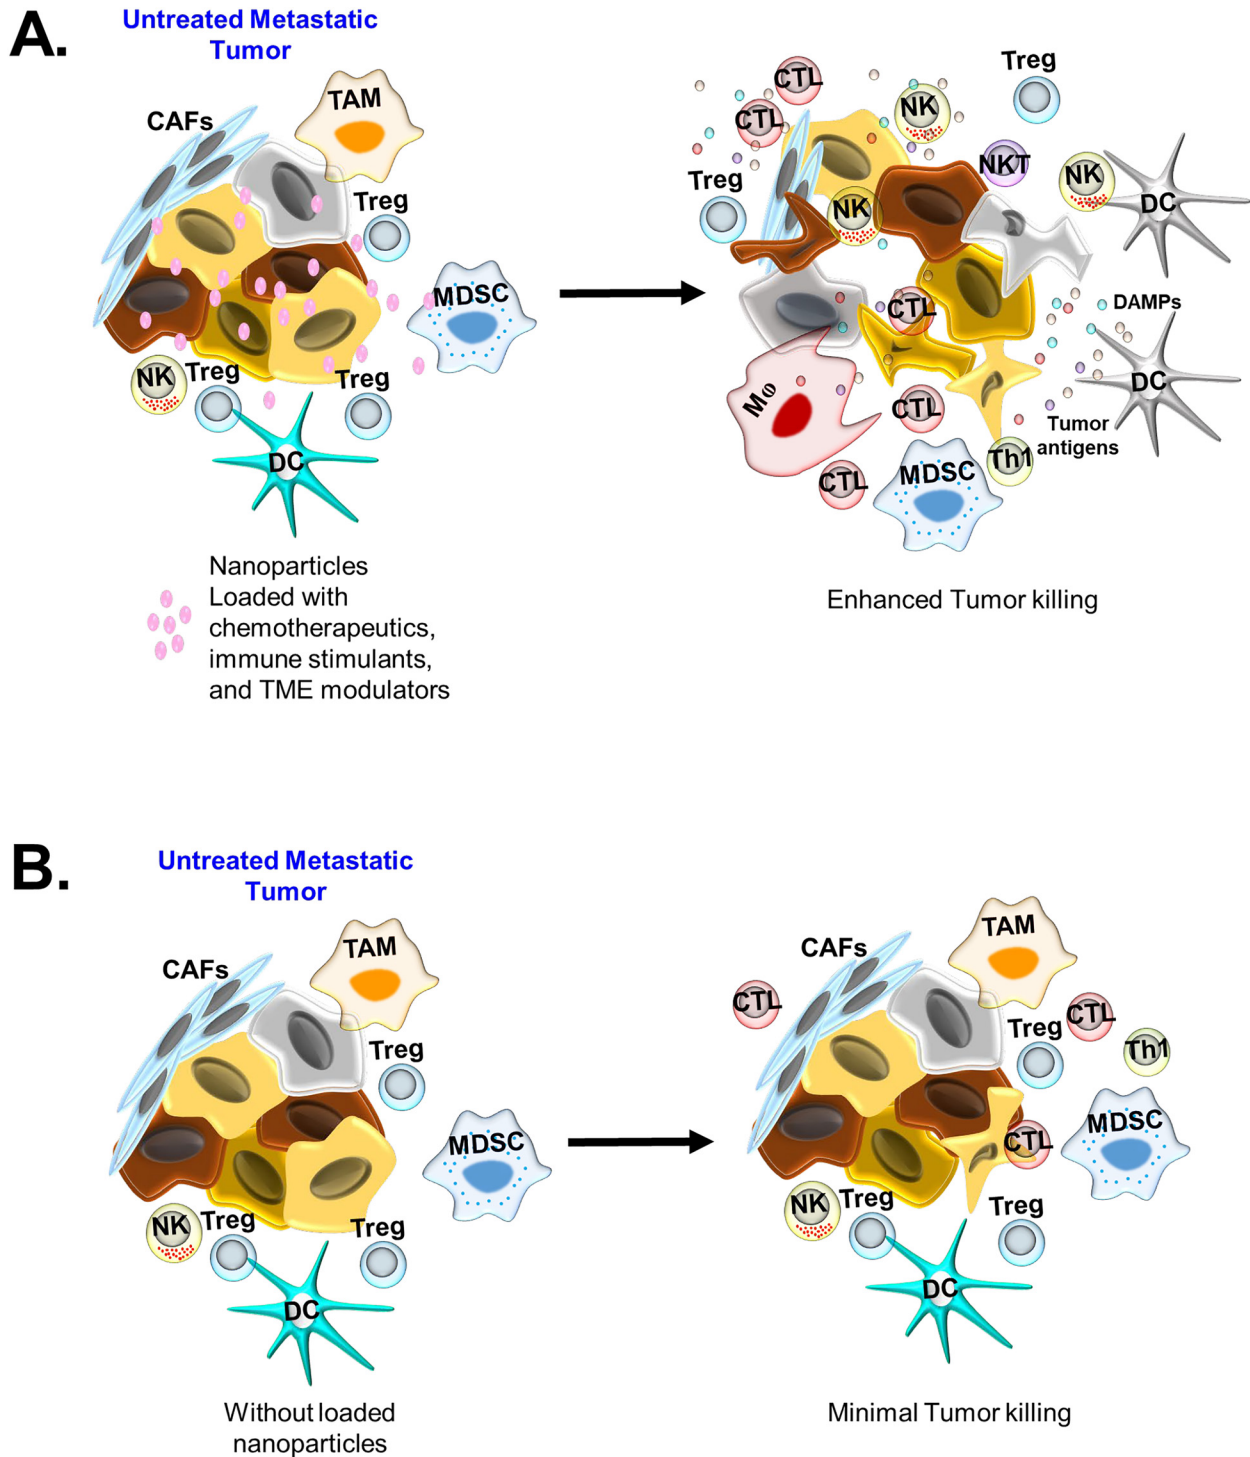 A.
Untreated Metastatic
Tumor
CAFs
TAM
Treg
MDSC
NK
Treg
Treg
DC
Nanoparticles
Loaded with
chemotherapeutics,
immune stimulants,
and TME modulators
CTL
CTL
NK
Treg
NKT
NK
DC
Treg
NK
CTL
DAMPs
DC
Mω
CTL
Tumor
antigens
Th1
MDSC
CTL
Enhanced Tumor killing
B.
Untreated Metastatic
Tumor
CAFs
TAM
Treg
MDSC
NK
Treg
Treg
DC
Without loaded
nanoparticles
TAM
CAFs
CTL
CTL
Treg
Th1
MDSC
CTL
NK
Treg
Treg
DC
Minimal Tumor killing